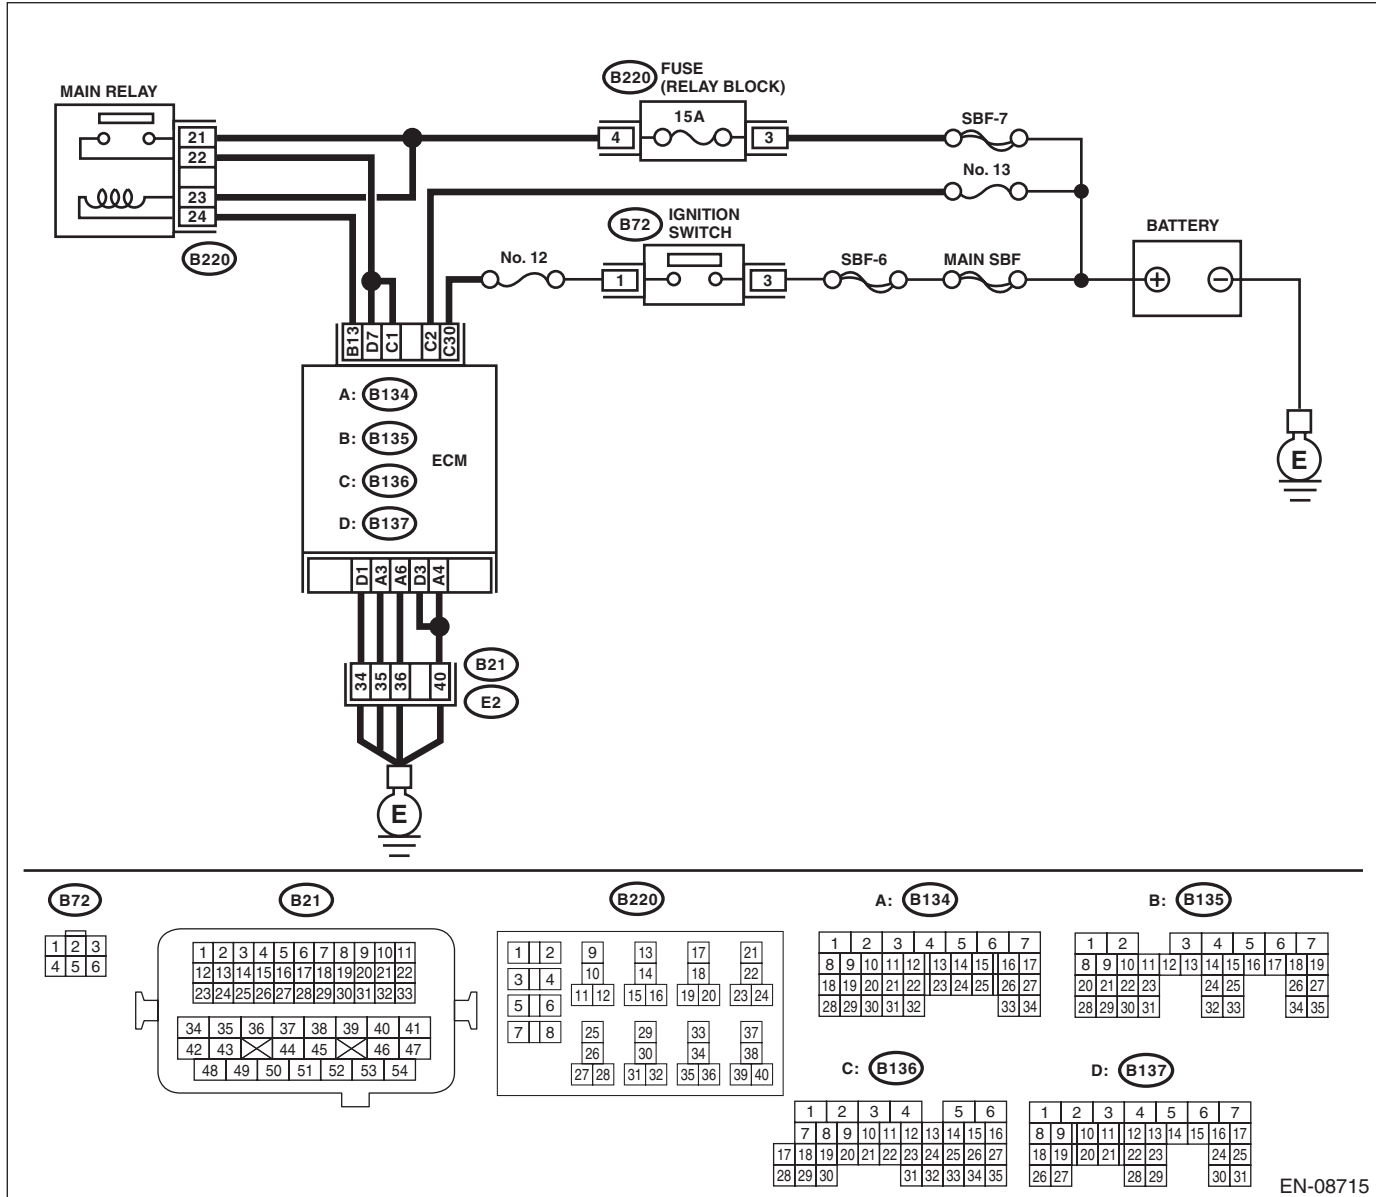 B220 FUSE
(RELAY BLOCK)
MAIN RELAY
15A
SBF-7
21
4
3
22
No. 13
23
24
B72 IGNITION
SWITCH
BATTERY
B220
No. 12
SBF-6
MAIN SBF
1
3
+ −
B13 D7 C1 C2 C30
A: B134
B: B135
ECM
C: B136
D: B137
E
D1 A3 A6 D3 A4
34 35 36 40
B21
E2
E
B72
1 2 3
4 5 6
B21
1 2 3 4 5 6 7 8 9 10 11
12 13 14 15 16 17 18 19 20 21 22
23 24 25 26 27 28 29 30 31 32 33
34 35 36 37 38 39 40 41
42 43 44 45 46 47
48 49 50 51 52 53 54
B220
1 2 9 13 17 21
3 4 10 14 18 22
5 6 11 12 15 16 19 20 23 24
7 8 25 29 33 37
26 30 34 38
27 28 31 32 35 36 39 40
A: B134
1 2 3 4 5 6 7
8 9 10 11 12 13 14 15 16 17
18 19 20 21 22 23 24 25 26 27
28 29 30 31 32 33 34
B: B135
1 2 3 4 5 6 7
8 9 10 11 12 13 14 15 16 17 18 19
20 21 22 23 24 25 26 27
28 29 30 31 32 33 34 35
C: B136
1 2 3 4 5 6
7 8 9 10 11 12 13 14 15 16
17 18 19 20 21 22 23 24 25 26 27
28 29 30 31 32 33 34 35
D: B137
1 2 3 4 5 6 7
8 9 10 11 12 13 14 15 16 17
18 19 20 21 22 23 24 25
26 27 28 29 30 31
EN-08715